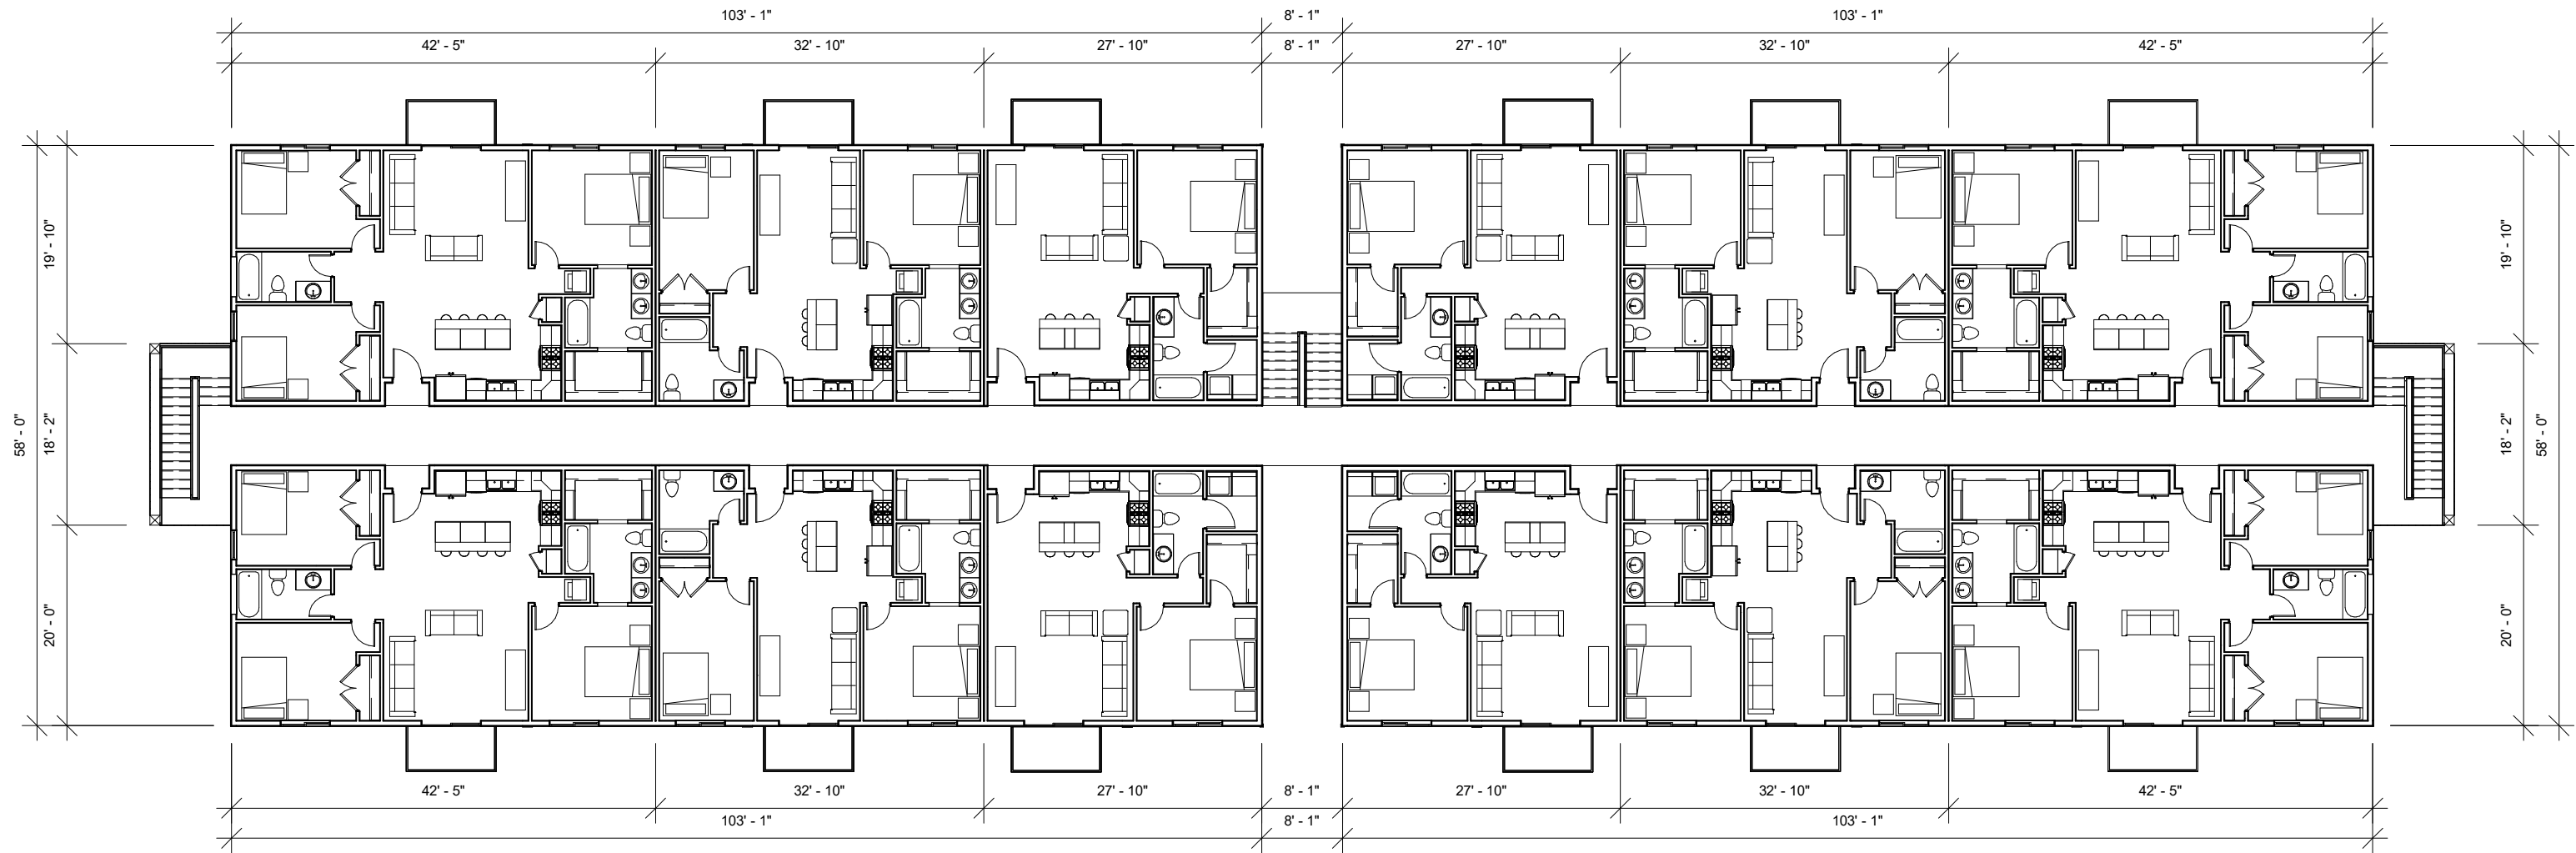 103' - 1" 8' - 1" 103' - 1"
42' - 5" 32' - 10" 27' - 10" 8' - 1" 27' - 10" 32' - 10" 42' - 5"
19' - 10" 19' - 10"
58' - 0" 18' - 2" 18' - 2" 58' - 0"
20' - 0" 20' - 0"
42' - 5" 32' - 10" 27' - 10" 8' - 1" 27' - 10" 32' - 10" 42' - 5"
103' - 1" 8' - 1" 103' - 1"